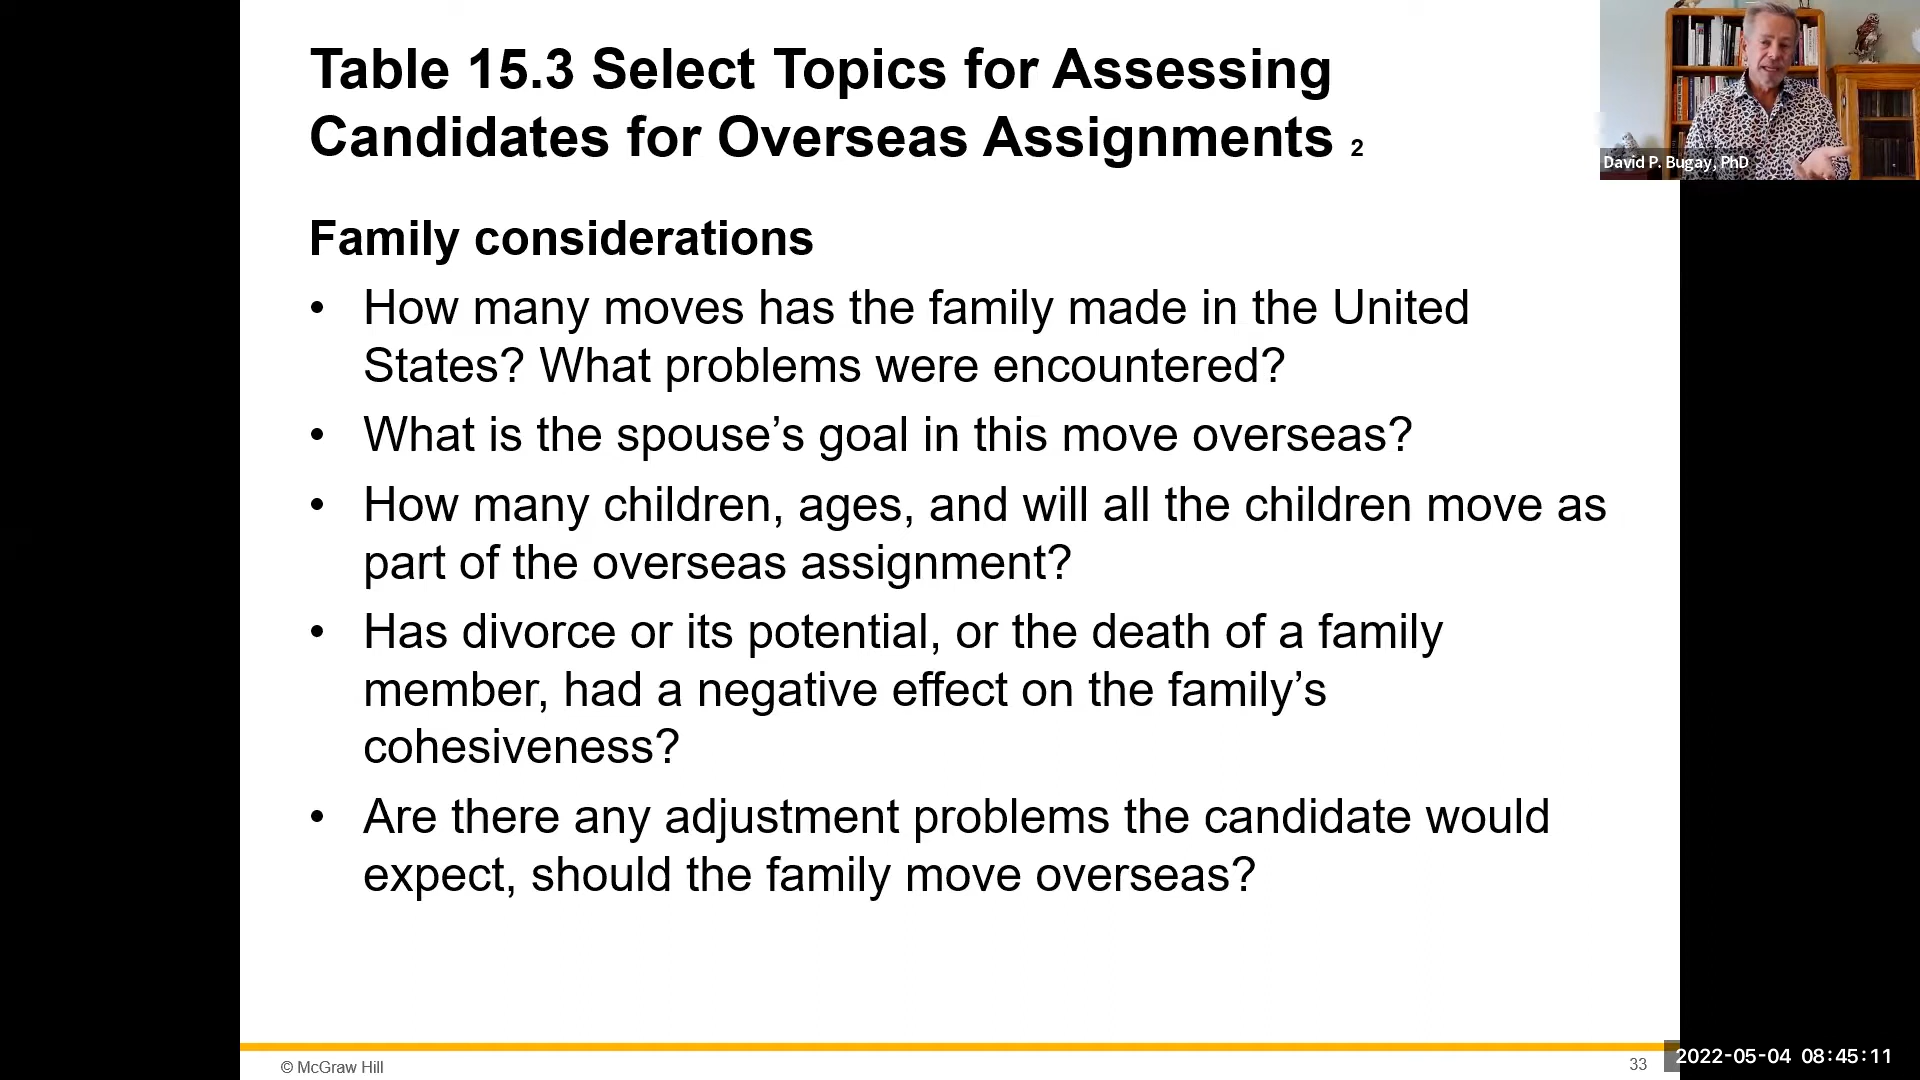 Table 15.3 Select Topics for Assessing
Candidates for Overseas Assignments 2
David P. Bugay, PhD
Family considerations
• How many moves has the family made in the United
States? What problems were encountered?
• What is the spouse’s goal in this move overseas?
• How many children, ages, and will all the children move as
part of the overseas assignment?
• Has divorce or its potential, or the death of a family
member, had a negative effect on the family’s
cohesiveness?
• Are there any adjustment problems the candidate would
expect, should the family move overseas?
© McGraw Hill
33
2022-05-04 08:45:11